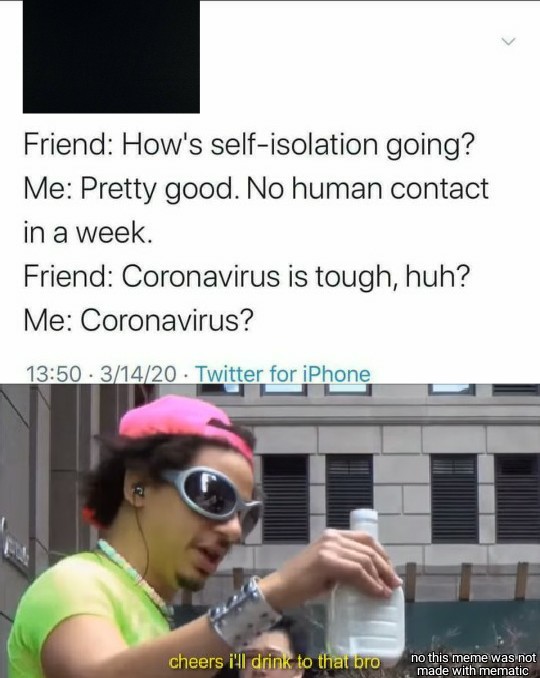 Friend: How's self-isolation going?
Me: Pretty good. No human contact
in a week.
Friend: Coronavirus is tough, huh?
Me: Coronavirus?
13:50 · 3/14/20 · Twitter for iPhone
cheers i'll drink to that bro
no this meme was not
made with mematic